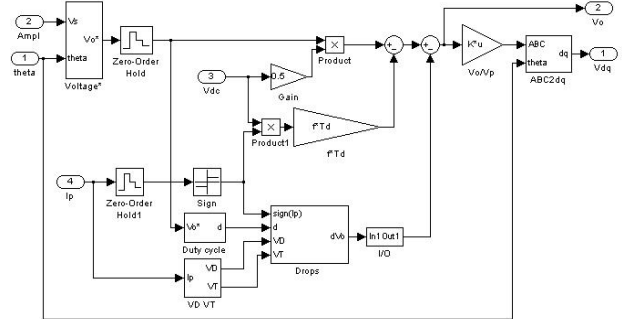 2
Ampl
1
theta
Vs
Vo*
theta
Voltage*
Zero-Order
Hold
3
Vdc
0.5
Gain
×
Product
×
Product1
f*Td
f*Td
+
-
+
-
K*u
Vo/Vp
ABC
dq
theta
ABC2dq
2
Vo
1
Vdq
4
Ip
Zero-Order
Hold1
Sign
Vo*
d
Duty cycle
Ip
VD
VT
VD VT
sign(Ip)
d
VD
VT
dVo
Drops
In1 Out1
I/O